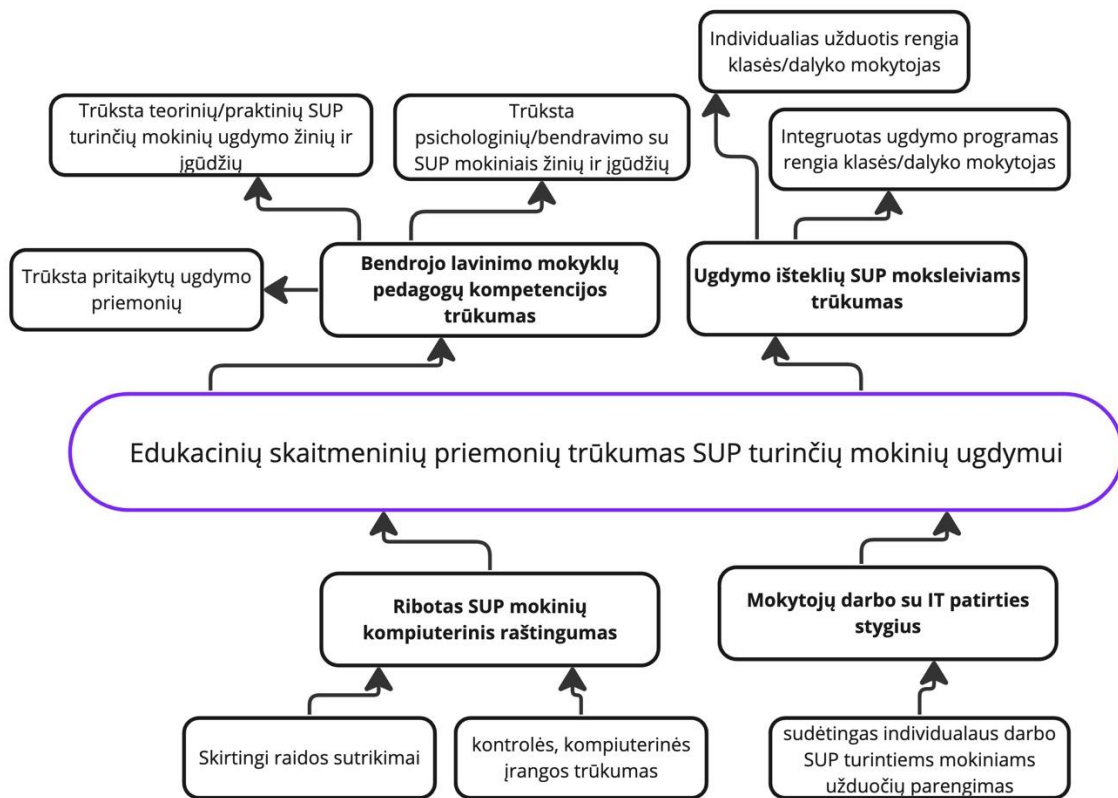 Individualias užduotis rengia
klasės/dalyko mokytojas
Trūksta teorinių/praktinių SUP
turinčių mokinių ugdymo žinių ir
įgūdžių
Trūksta
psichologinių/bendravimo su
SUP mokiniais žinių ir įgūdžių
Integruotas ugdymo programas
rengia klasės/dalyko mokytojas
Trūksta pritaikytų ugdymo
priemonių
Bendrojo lavinimo mokyklų
pedagogų kompetencijos
trūkumas
Ugdymo išteklių SUP moksleiviams
trūkumas
Edukacinių skaitmeninių priemonių trūkumas SUP turinčių mokinių ugdymui
Ribotas SUP mokinių
kompiuterinis raštingumas
Mokytojų darbo su IT patirties
stygius
Skirtingi raidos sutrikimai
kontrolės, kompiuterinės
įrangos trūkumas
sudėtingas individualaus darbo
SUP turintiems mokiniams
užduočių parengimas